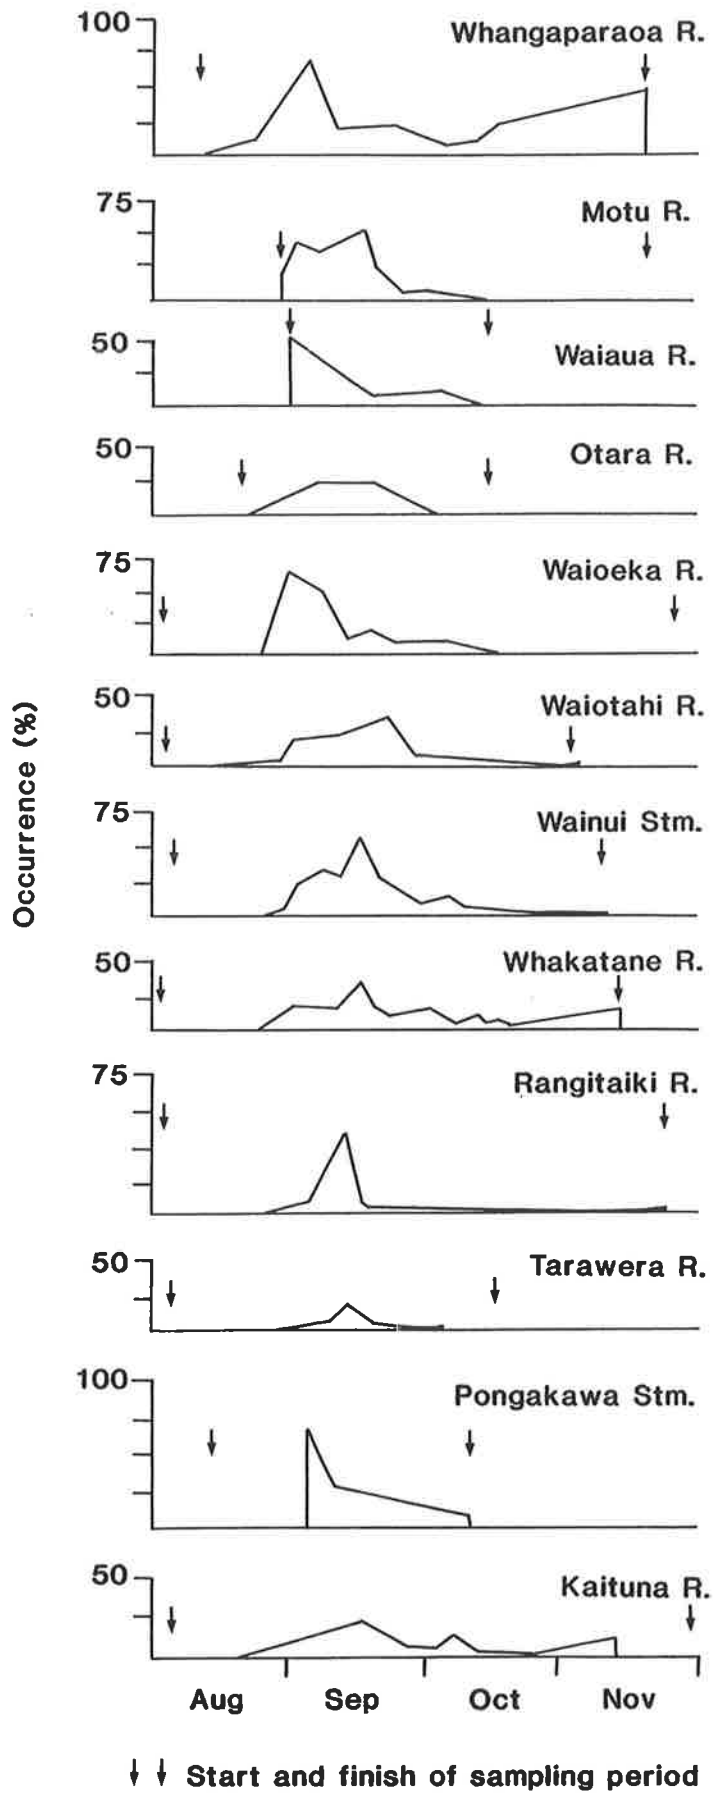 100
Whangaparaoa R.
75
Motu R.
50
Waiaua R.
50
Otara R.
75
Waioeka R.
50
Waiotahi R.
75
Wainui Stm.
50
Whakatane R.
75
Rangitaiki R.
50
Tarawera R.
100
Pongakawa Stm.
50
Kaituna R.
Occurrence (%)
Aug Sep Oct Nov
↓ ↓ Start and finish of sampling period